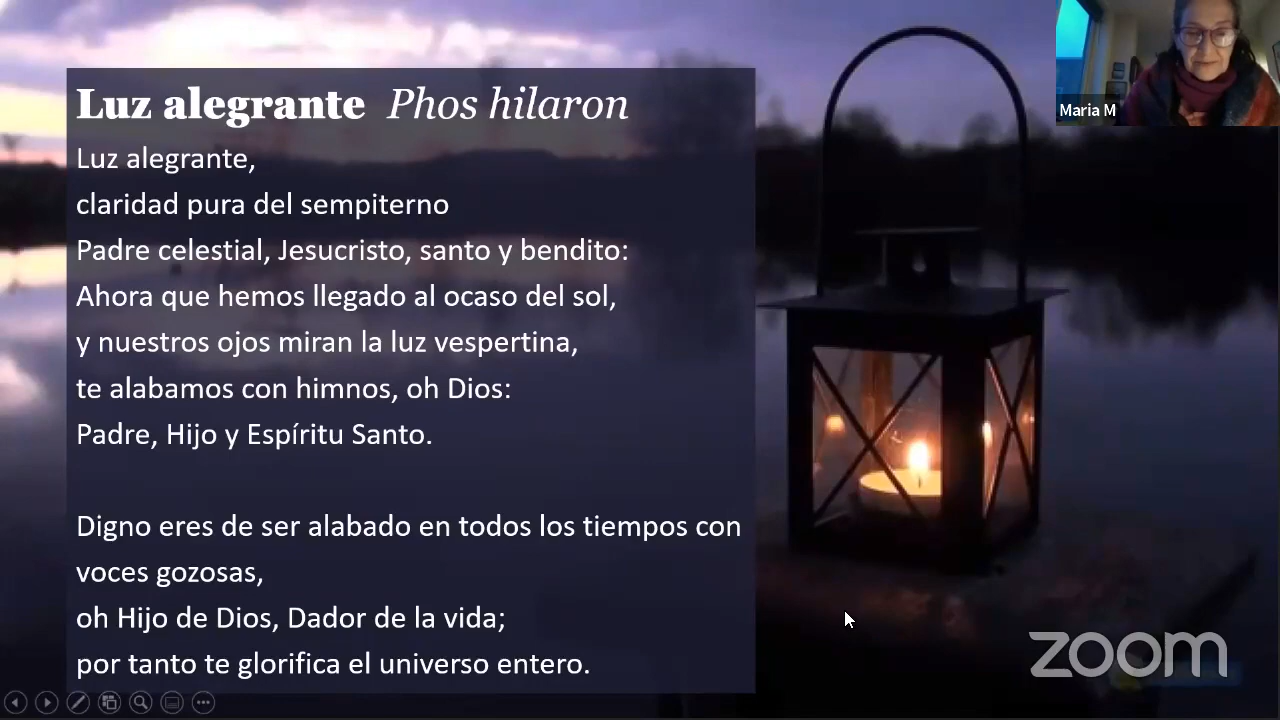 Luz alegrante Phos hilaron
Luz alegrante,
claridad pura del sempiterno
Padre celestial, Jesucristo, santo y bendito:
Ahora que hemos llegado al ocaso del sol,
y nuestros ojos miran la luz vespertina,
te alabamos con himnos, oh Dios:
Padre, Hijo y Espíritu Santo.
Digno eres de ser alabado en todos los tiempos con
voces gozosas,
oh Hijo de Dios, Dador de la vida;
por tanto te glorifica el universo entero.
Maria M
zoom